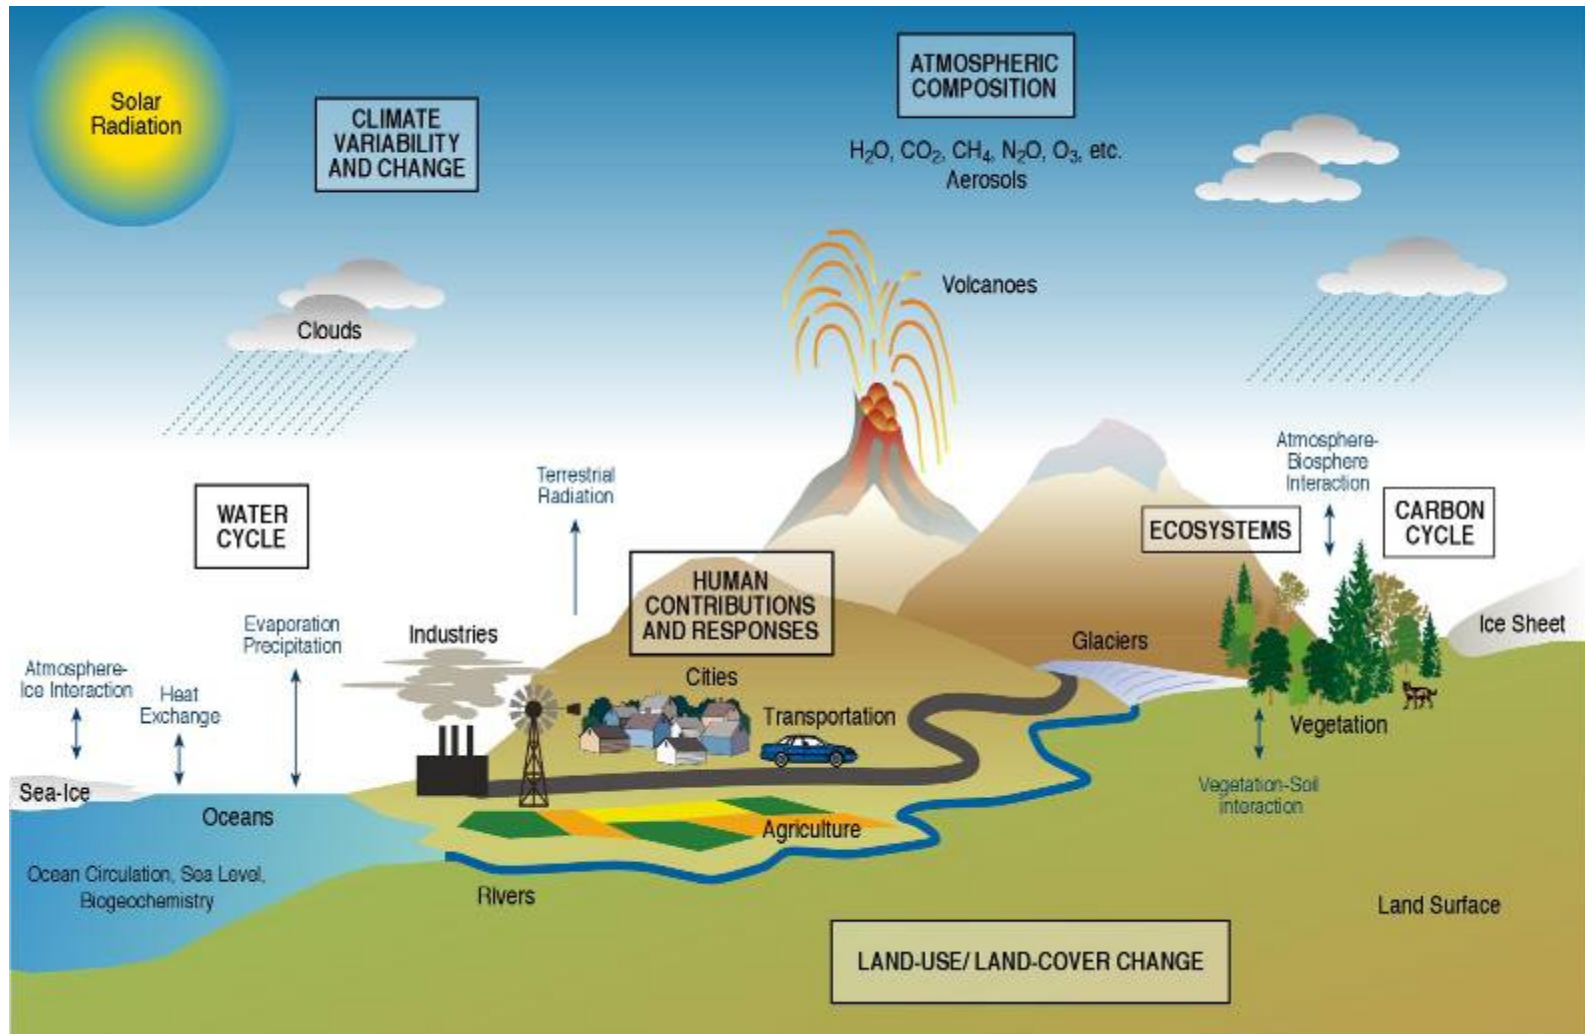 Solar
Radiation
CLIMATE
VARIABILITY
AND CHANGE
ATMOSPHERIC
COMPOSITION
H₂O, CO₂, CH₄, N₂O, O₃, etc.
Aerosols
Volcanoes
Clouds
Terrestrial
Radiation
Atmosphere-
Biosphere
Interaction
WATER
CYCLE
ECOSYSTEMS
CARBON
CYCLE
HUMAN
CONTRIBUTIONS
AND RESPONSES
Evaporation
Precipitation
Industries
Glaciers
Ice Sheet
Atmosphere-
Ice Interaction
Heat
Exchange
Cities
Transportation
Vegetation
Sea-Ice
Oceans
Vegetation-Soil
interaction
Agriculture
Ocean Circulation, Sea Level,
Biogeochemistry
RIvers
Land Surface
LAND-USE/ LAND-COVER CHANGE